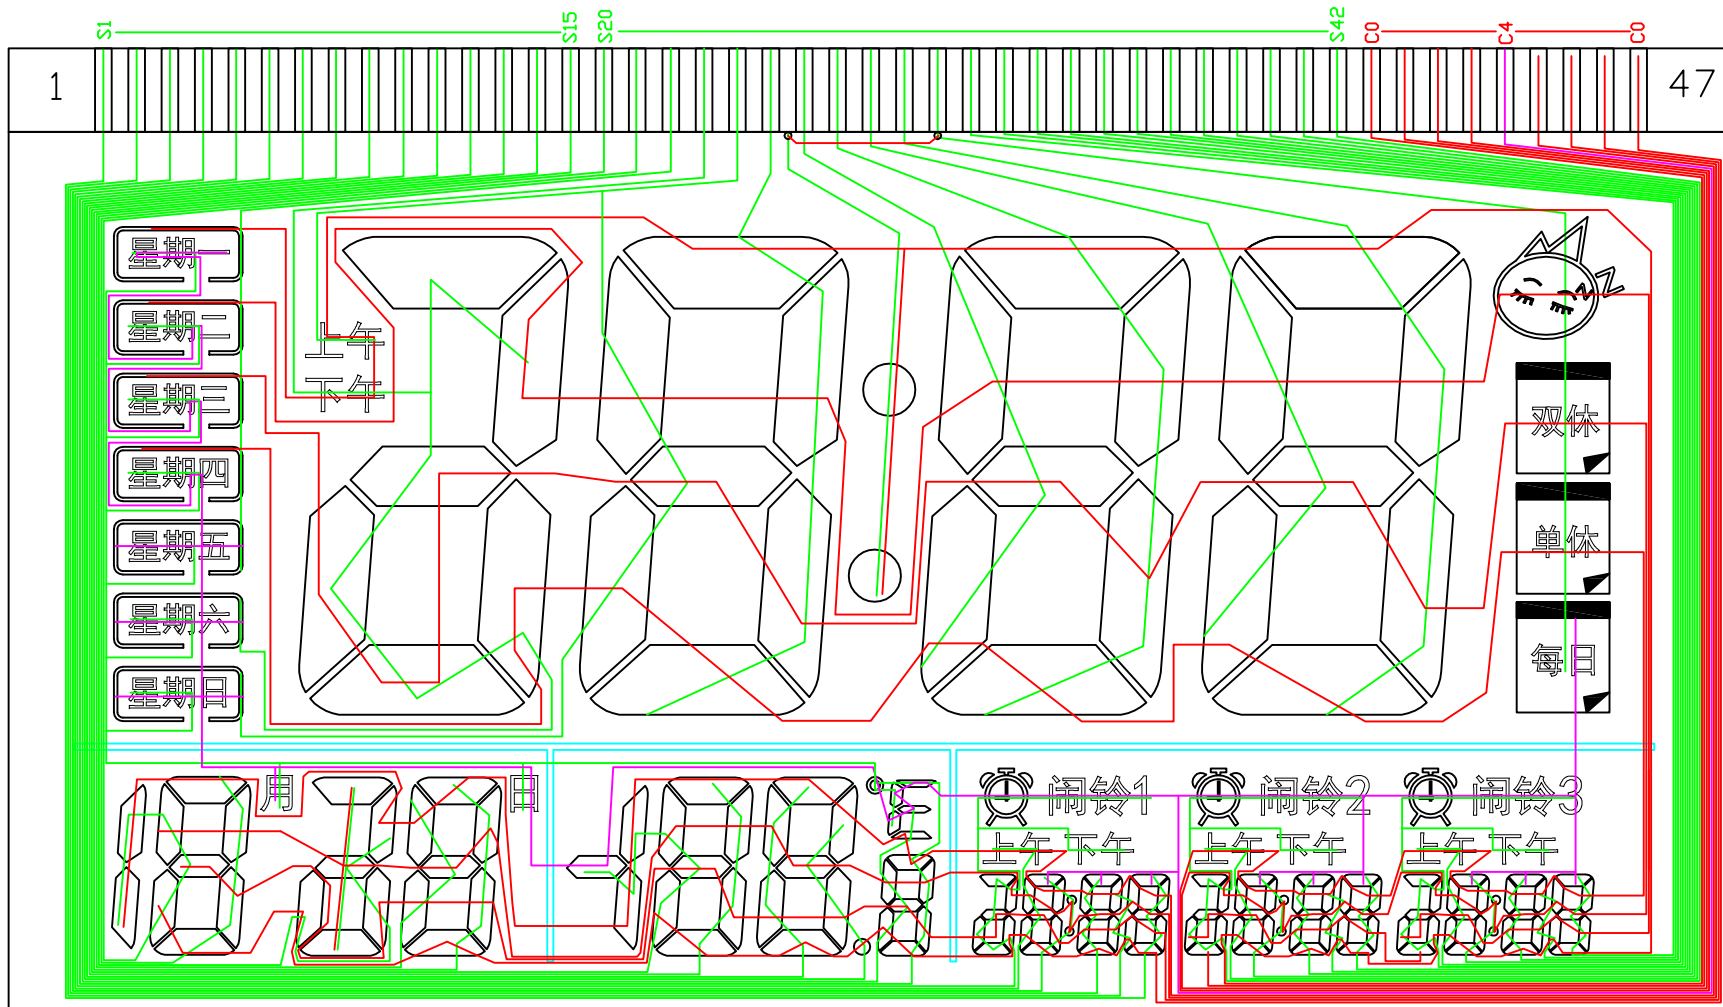 S1 S15 S20 S42 C0 C4 C0
1 47
星期一
星期二
星期三
星期四
星期五
星期六
星期日
上午
下午
双休
单休
每日
月 日
闹铃1 闹铃2 闹铃3
上午 下午 上午 下午 上午 下午